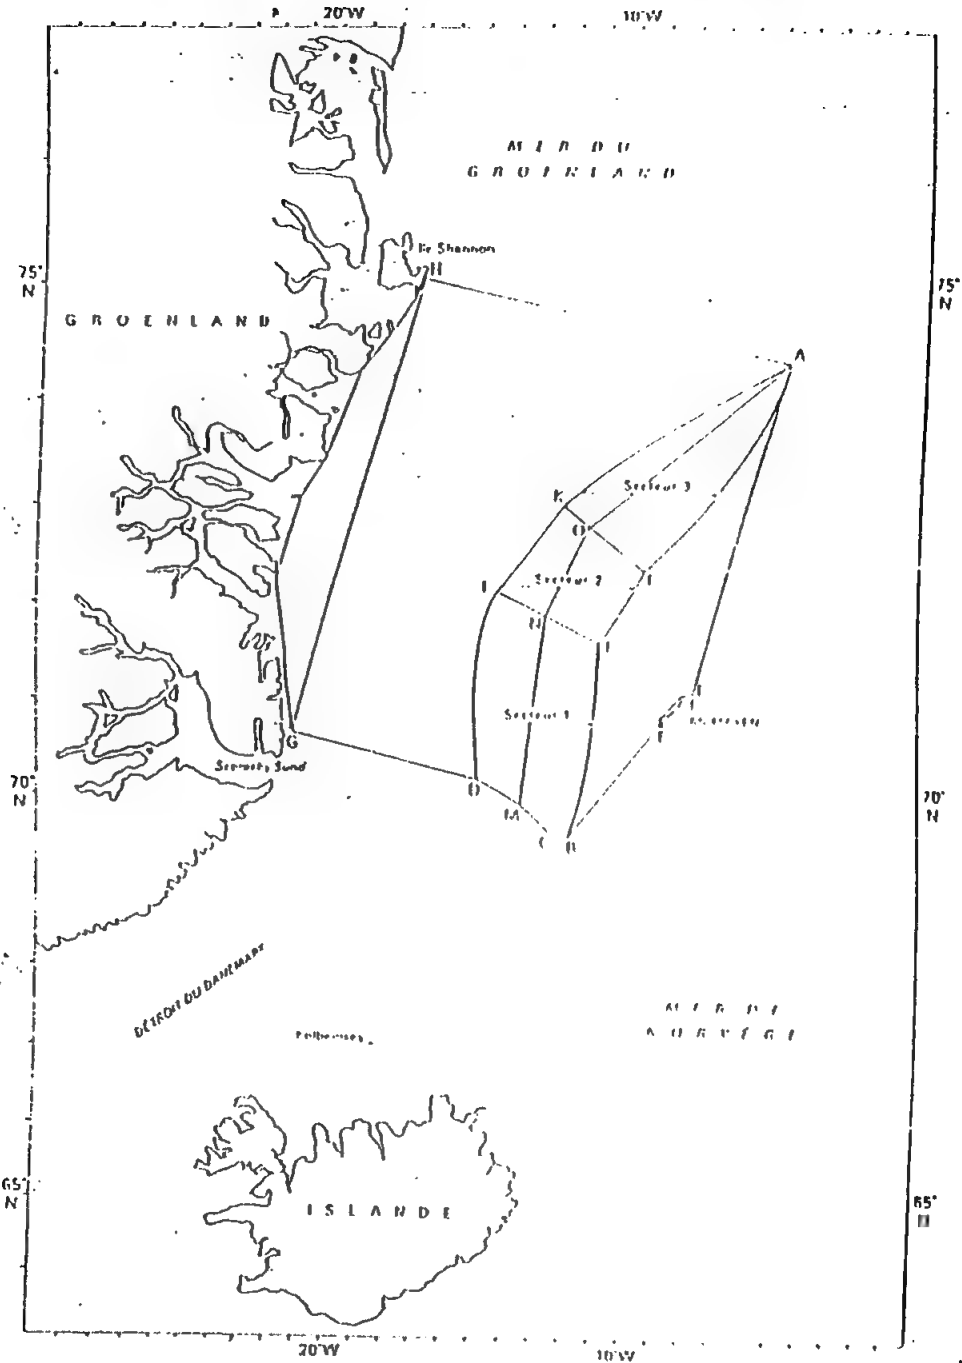 20°W
10°W
MER DU
GROENLAND
Ile Shannon
H
75°
N
75°
N
GROENLAND
A
Secteur 3
K
O
Secteur 2
L
N
Secteur 1
G
Scoresby Sund
D
M
C
B
70°
N
70°
N
DÉTROIT DU DANEMARK
MER DE
NORVÈGE
ISLANDE
65°
N
65°
20°W
10°W